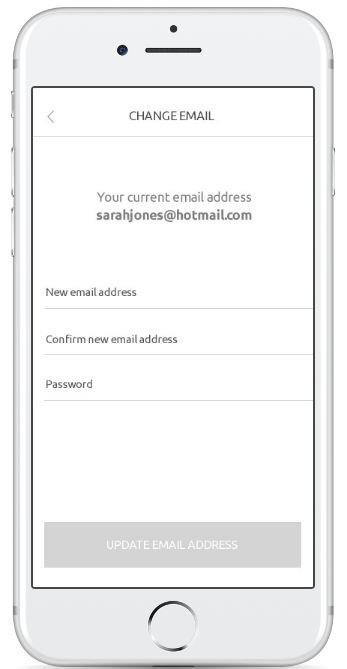 CHANGE EMAIL
Your current email address
sarahjones@hotmail.com
New email address
Confirm new email address
Password
UPDATE EMAIL ADDRESS